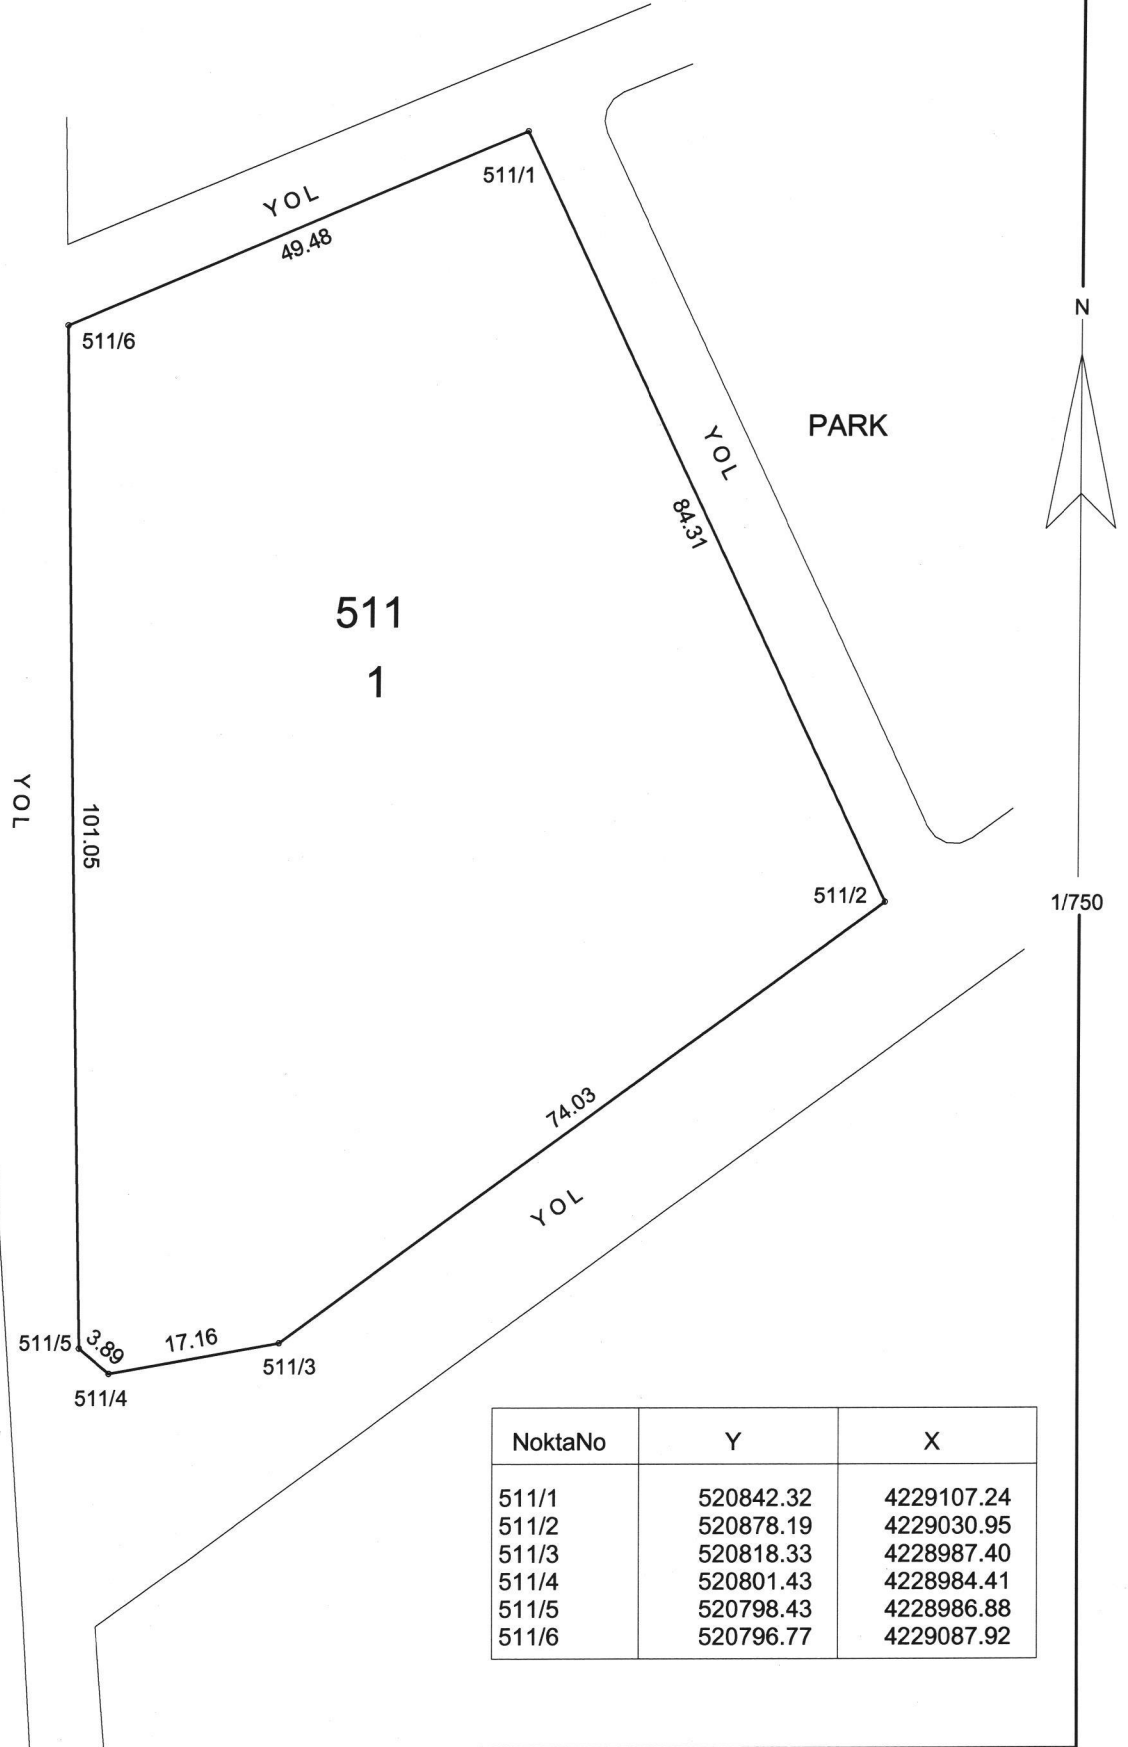 511/1
YOL
49.48
N
511/6
PARK
YOL
84.31
511
1
YOL
101.05
511/2
1/750
74.03
YOL
511/5
3.89
17.16
511/3
511/4
NoktaNo Y X
511/1 520842.32 4229107.24
511/2 520878.19 4229030.95
511/3 520818.33 4228987.40
511/4 520801.43 4228984.41
511/5 520798.43 4228986.88
511/6 520796.77 4229087.92